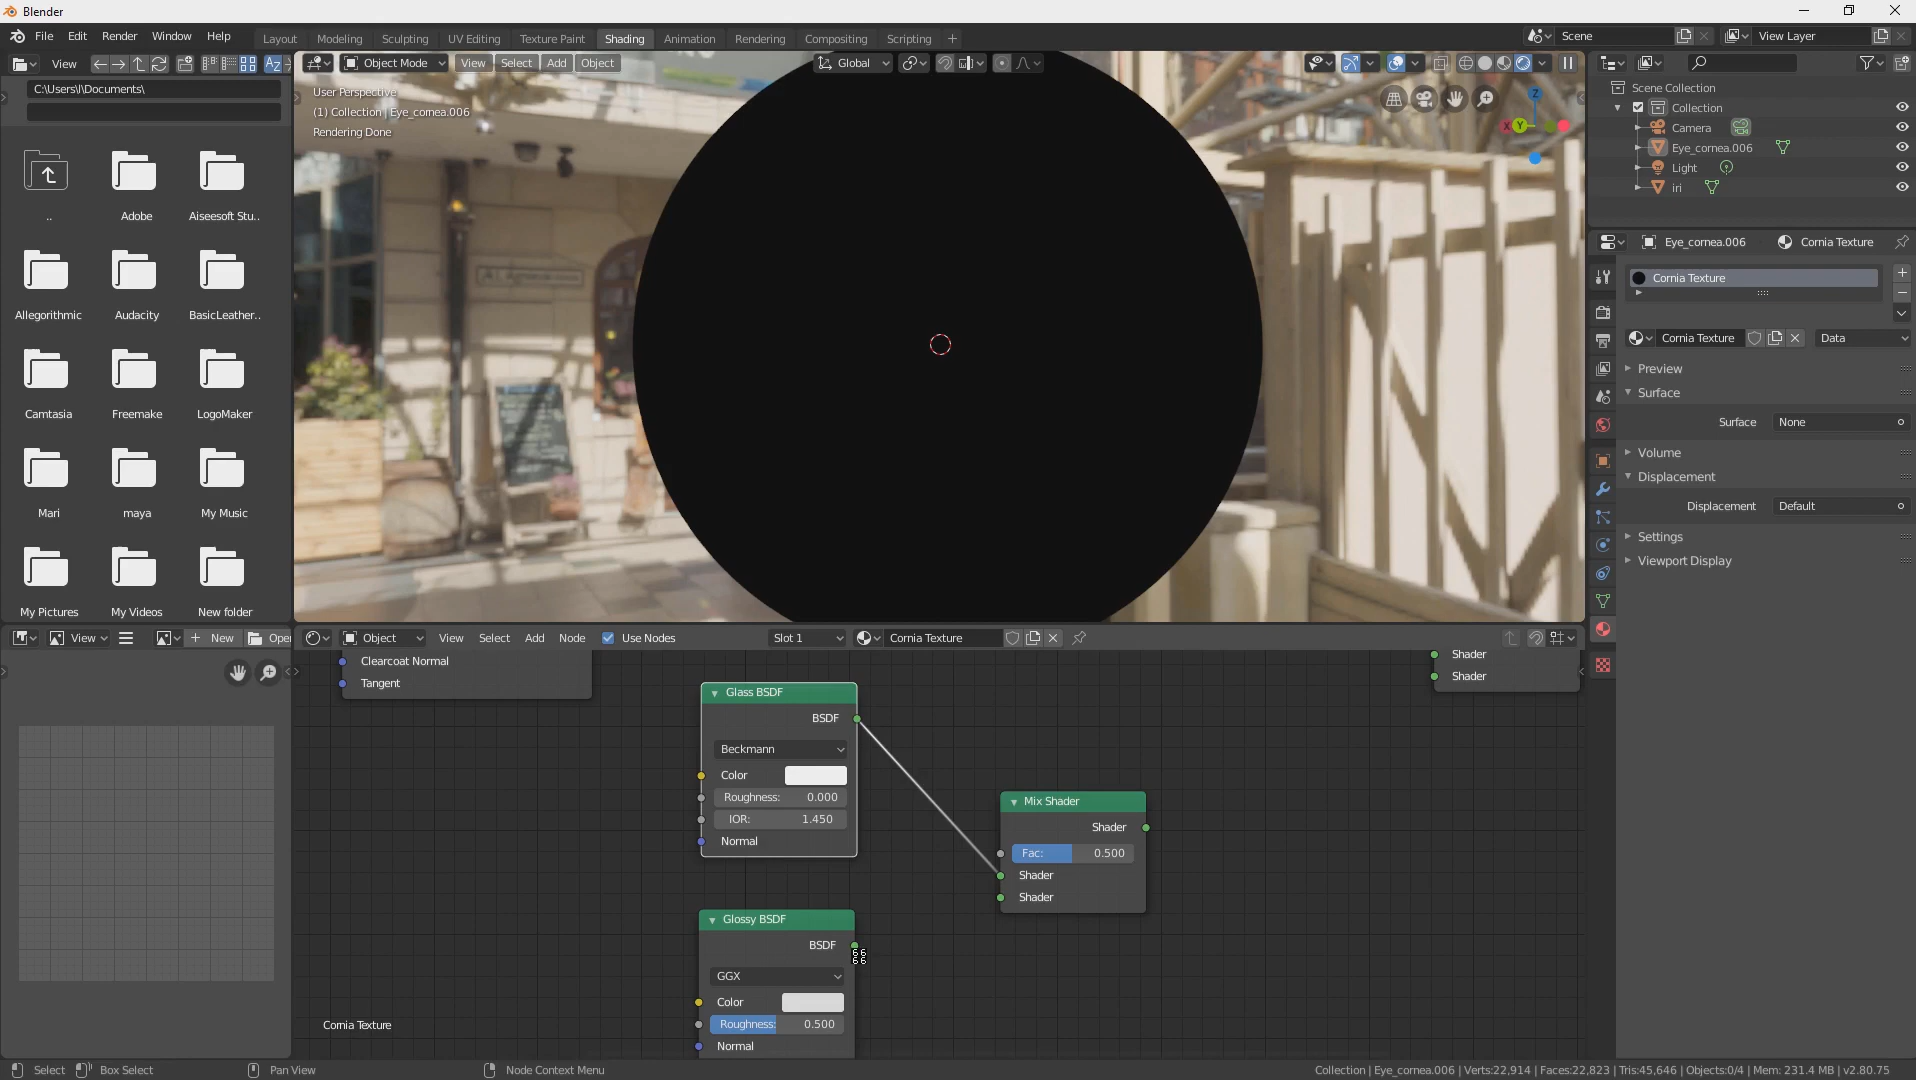 Blender
File Edit Render Window Help
Layout Modeling Sculpting UV Editing Texture Paint Shading Animation Rendering Compositing Scripting +
Scene
View Layer
View
C:\Users\I\Documents\
..
Adobe
Aiseesoft Stu..
Allegorithmic
Audacity
BasicLeather..
Camtasia
Freemake
LogoMaker
Mari
maya
My Music
My Pictures
My Videos
New folder
Object Mode View Select Add Object
Global
User Perspective
(1) Collection | Eye_cornea.006
Rendering Done
Z
X
Y
Scene Collection
Collection
Camera
Eye_cornea.006
Light
iri
Eye_cornea.006
Cornia Texture
Cornia Texture
Cornia Texture
Data
Preview
Surface
Surface
None
Volume
Displacement
Displacement
Default
Settings
Viewport Display
View
New
Open
Object View Select Add Node Use Nodes
Slot 1
Cornia Texture
Clearcoat Normal
Tangent
Glass BSDF
BSDF
Beckmann
Color
Roughness: 0.000
IOR: 1.450
Normal
Mix Shader
Shader
Fac: 0.500
Shader
Shader
Shader
Shader
Glossy BSDF
BSDF
GGX
Color
Roughness: 0.500
Normal
Cornia Texture
Select
Box Select
Pan View
Node Context Menu
Collection | Eye_cornea.006 | Verts:22,914 | Faces:22,823 | Tris:45,646 | Objects:0/4 | Mem: 231.4 MB | v2.80.75